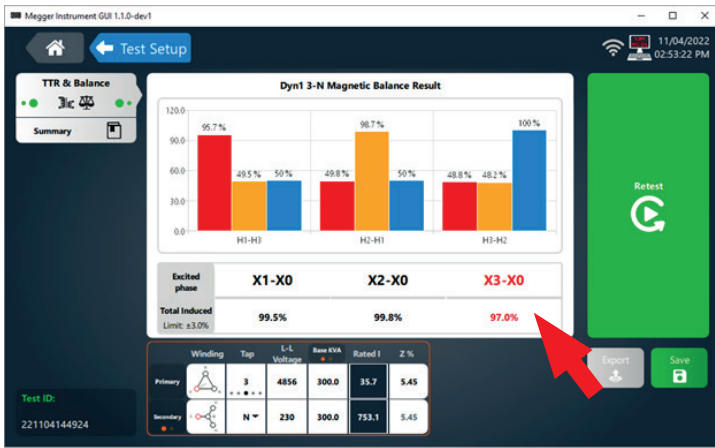 Megger Instrument GUI 1.1.0-dev1
Test Setup
11/04/2022
02:53:22 PM
TTR & Balance
Summary
Dyn1 3-N Magnetic Balance Result
120.0
90.0
60.0
30.0
0.0
95.7 %
49.5 %
50 %
49.8 %
98.7 %
50 %
48.8 %
48.2 %
100 %
H1-H3
H2-H1
H3-H2
Excited
phase
X1-X0
X2-X0
X3-X0
Total Induced
Limit: ±3.0%
99.5%
99.8%
97.0%
Retest
Winding
Tap
L-L
Voltage
Base KVA
Rated I
Z %
Primary
3
4856
300.0
35.7
5.45
Secondary
N
230
300.0
753.1
5.45
Export
Save
Test ID:
221104144924